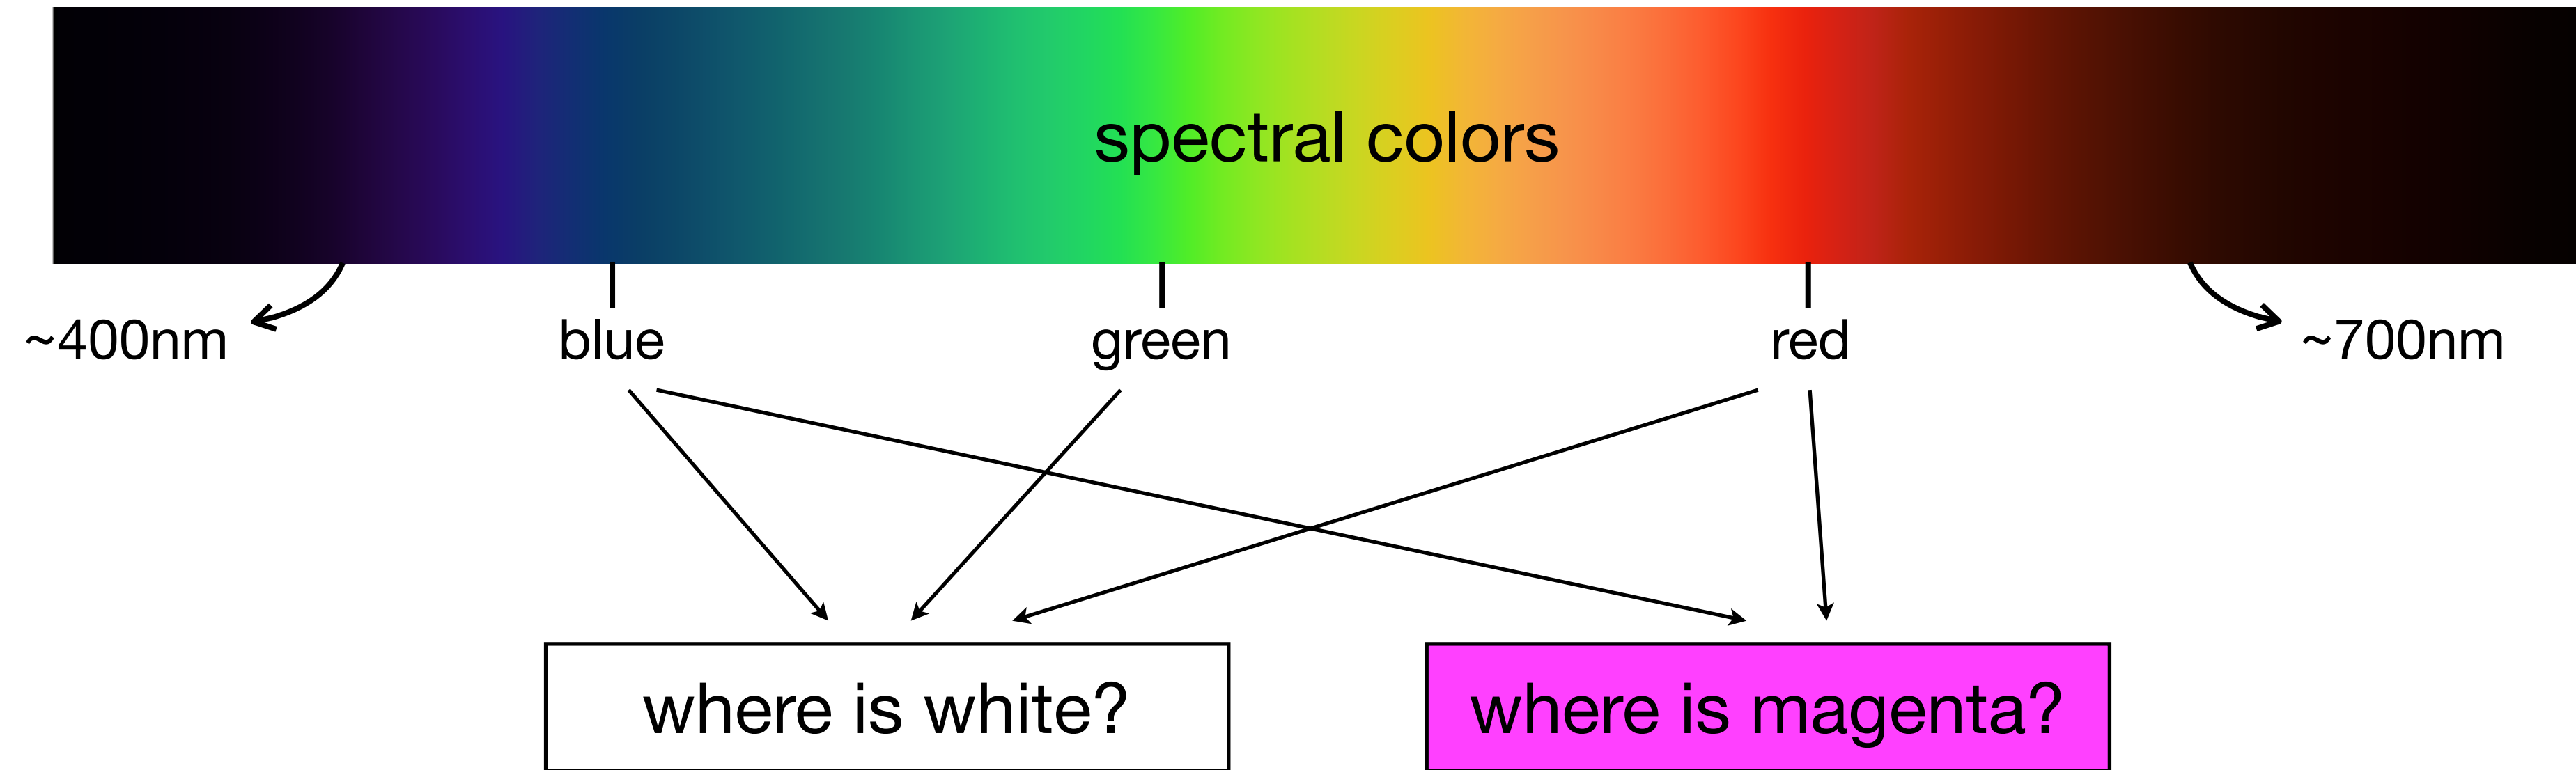 spectral colors
~400nm
blue
green
red
~700nm
where is white?
where is magenta?